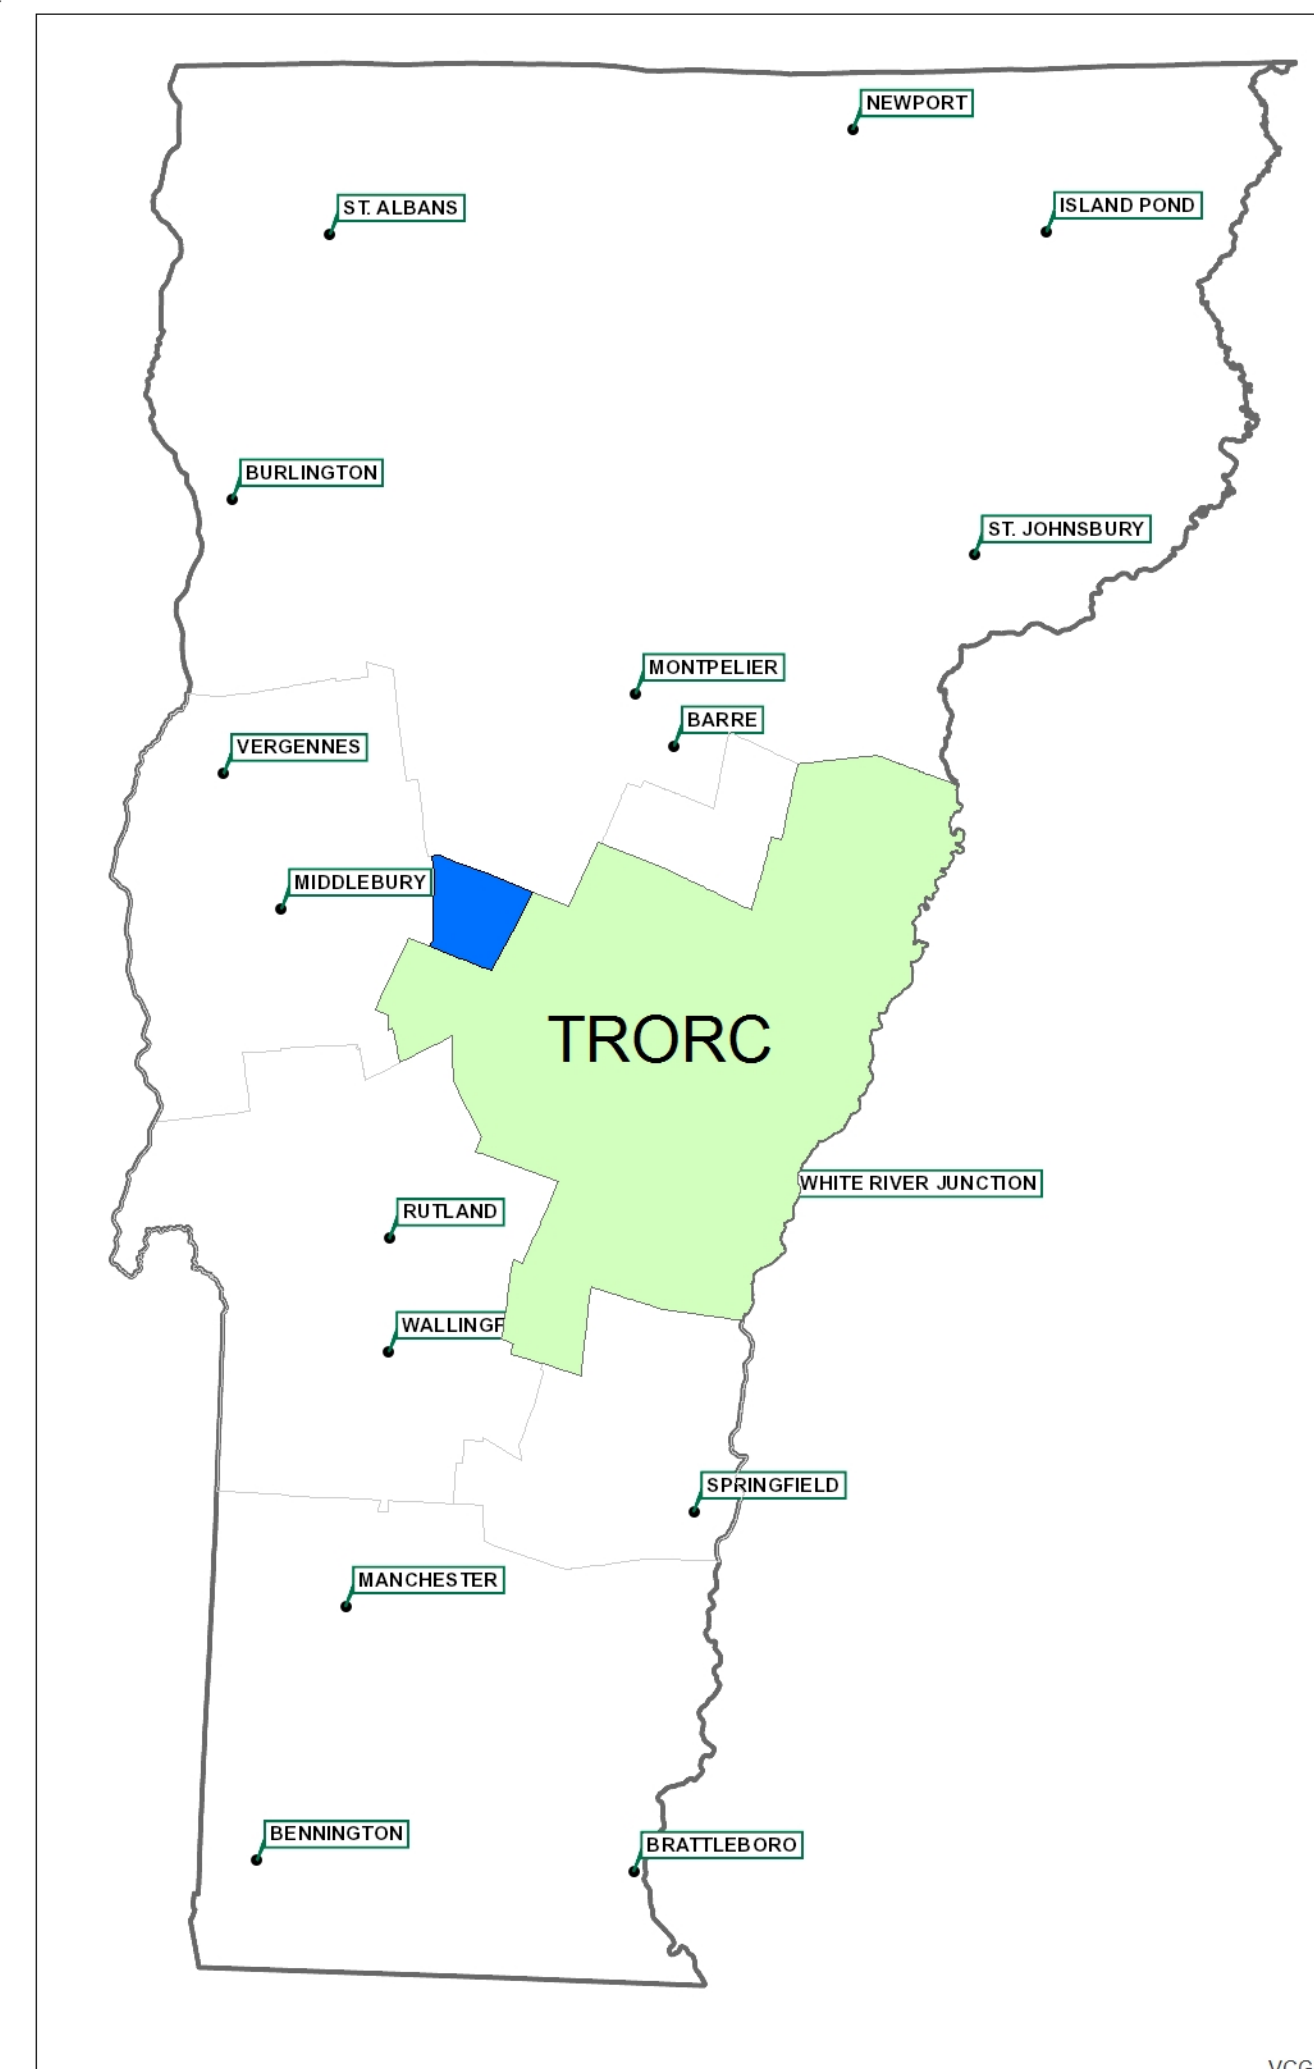 NEWPORT
ISLAND POND
ST. ALBANS
BURLINGTON
ST. JOHNSBURY
MONTPELIER
BARRE
VERGENNES
MIDDLEBURY
TRORC
WHITE RIVER JUNCTION
RUTLAND
WALLINGF
SPRINGFIELD
MANCHESTER
BENNINGTON
BRATTLEBORO